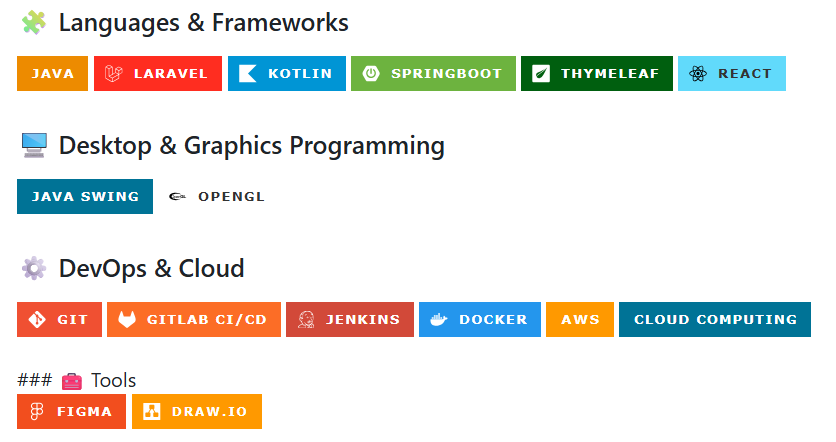 🧩 Languages & Frameworks
JAVA LARAVEL KOTLIN SPRINGBOOT THYMELEAF REACT
🖥️ Desktop & Graphics Programming
JAVA SWING OPENGL
⚙️ DevOps & Cloud
GIT GITLAB CI/CD JENKINS DOCKER AWS CLOUD COMPUTING
### 🧰 Tools
FIGMA DRAW.IO